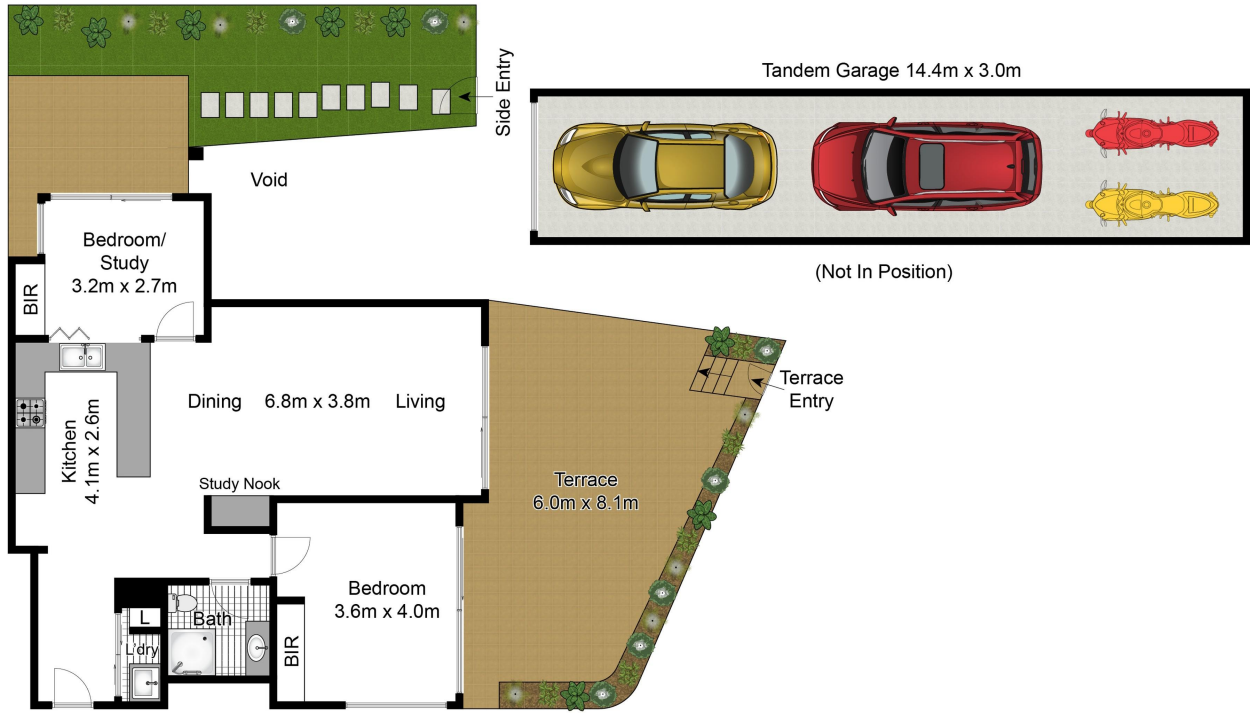 Side Entry
Tandem Garage 14.4m x 3.0m
(Not In Position)
Void
Bedroom/
Study
3.2m x 2.7m
BIR
Kitchen
4.1m x 2.6m
Dining 6.8m x 3.8m Living
Terrace
Entry
Study Nook
Terrace
6.0m x 8.1m
Bedroom
3.6m x 4.0m
BIR
Bath
L
L'dry